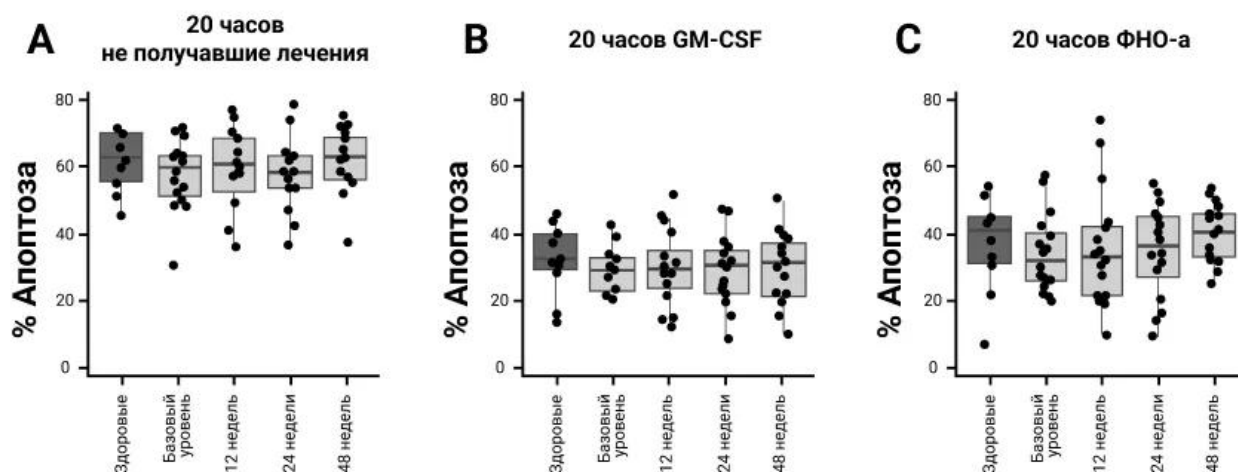 A
20 часов
не получавшие лечения
% Апоптоза
80
60
40
20
0
Здоровые
Базовый
уровень
12 недель
24 недели
48 недель
B
20 часов GM-CSF
% Апоптоза
80
60
40
20
0
Здоровые
Базовый
уровень
12 недель
24 недели
48 недель
C
20 часов ФНО-а
% Апоптоза
80
60
40
20
0
Здоровые
Базовый
уровень
12 недель
24 недели
48 недель